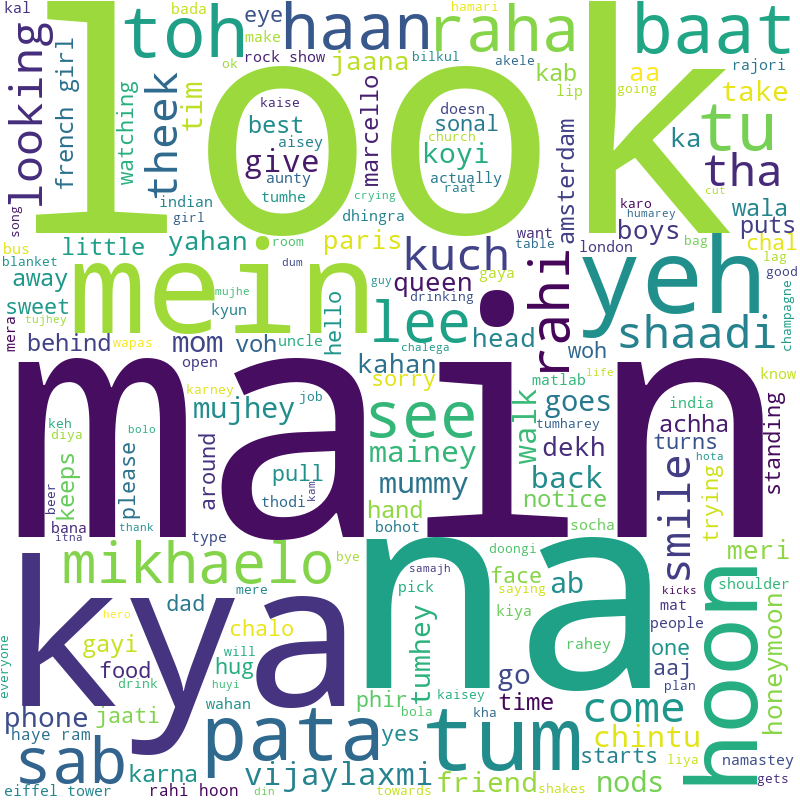 kal bada make hamari
toh haan raha baat
look
looking french girl watching theek tim
eye rock show jaana bilkul akele
kab lip aa going rajori
ok kaise doesn
best aisey marcello sonal church
give aunty koyi actually
tumhe raat
take tu ka tha
indian girl crying cut
dhingra amsterdam karo humarey wala
song bus blanket little yahan room paris
kuch want table boys london bag puts chal lag good
mein yeh
away sweet dum mujhe kyun hello guy queen gaya drinking
lee rahi shaadi champagne
mera tujhey wapas behind mom voh uncle head woh
open chalega kahan matlab life know
main
karney job sorry
keh diya bolo mujhey see tumharey india achha
mainey walk goes dekh turns standing
keeps please around pull mummy back hota
beer bana itna thank type thodi kam hand bohot notice socha smile trying
kya na hoon
bye samajh doongi kicks meri
mikhaelo face ab mat shoulder
dad mere pick saying kiya people honeymoon
hero chalo will tumhey rahey one
everyone gayi food hug go aaj plan
drink huyi wahan phir kaisey time
phone jaati bola kha come
haye ram sab pata tum yes chintu starts liya namastey
karna vijaylaxmi friend nods
eiffel tower rahi hoon din towards shakes gets